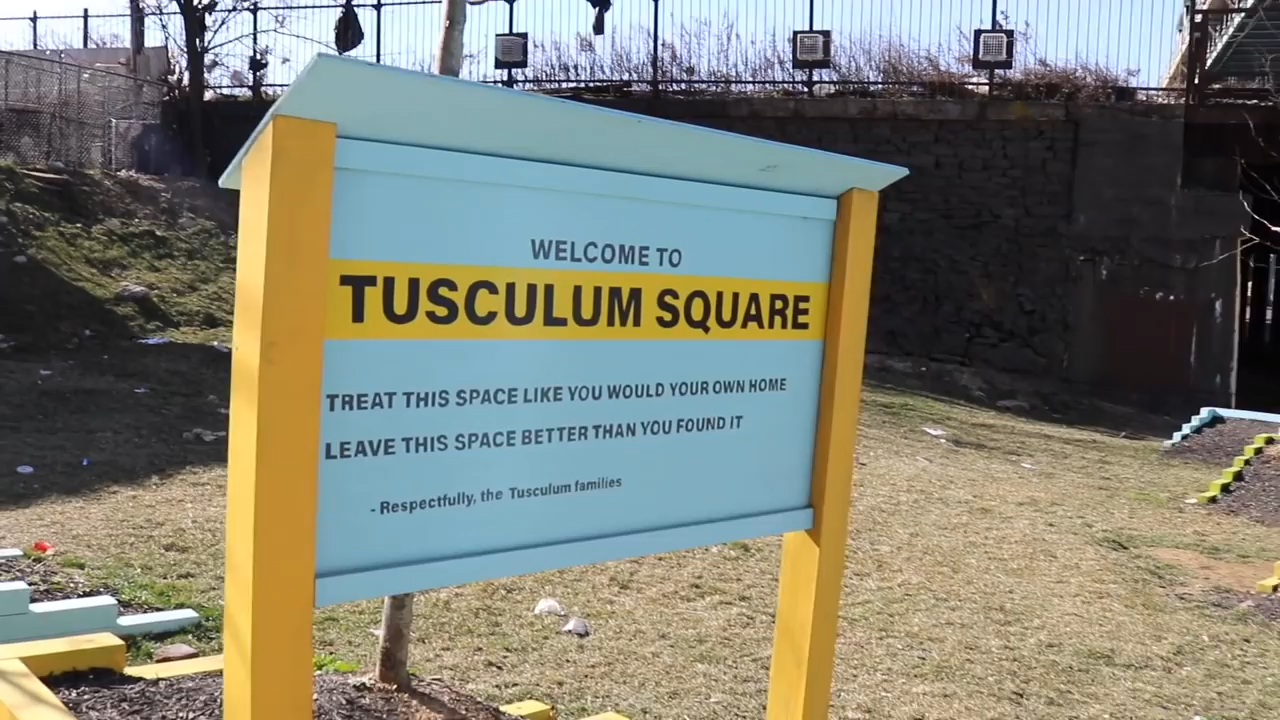 WELCOME TO
TUSCULUM SQUARE
TREAT THIS SPACE LIKE YOU WOULD YOUR OWN HOME
LEAVE THIS SPACE BETTER THAN YOU FOUND IT
- Respectfully, the Tusculum families